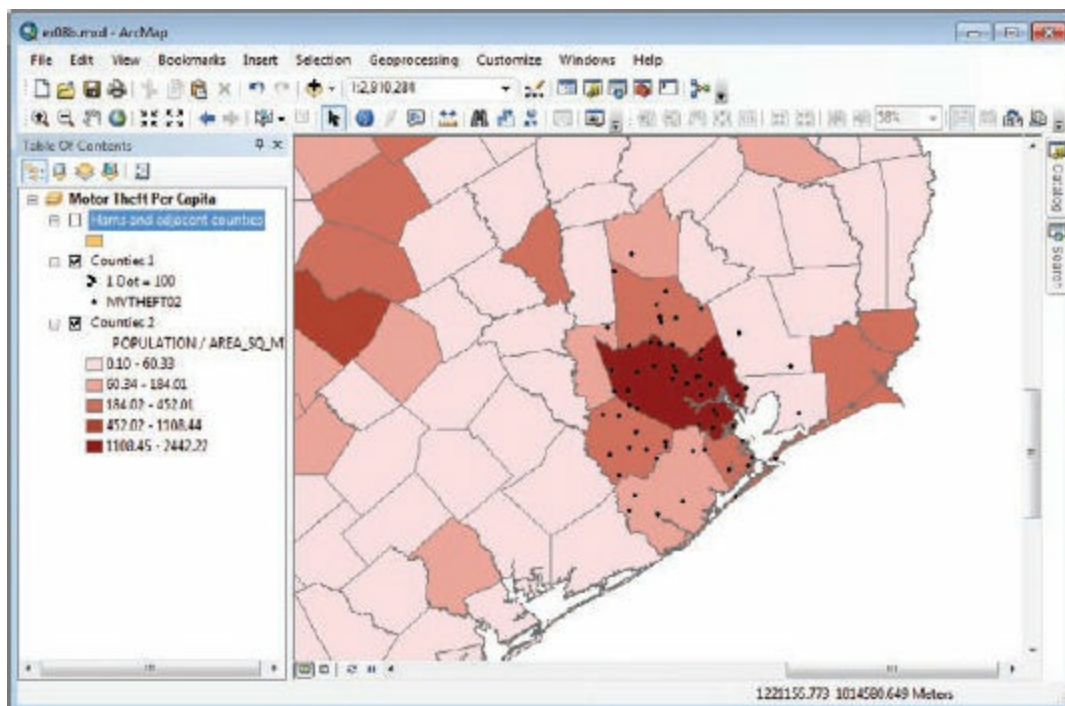 ex08b.mxd - ArcMap
File Edit View Bookmarks Insert Selection Geoprocessing Customize Windows Help
1:2,910,284
58%
Table Of Contents
Catalog
Search
Motor Theft Per Capita
Harris and adjacent counties
Counties 1
1 Dot = 100
MVTHEFT02
Counties 2
POPULATION / AREA_SQ_M
0.10 - 60.33
60.34 - 184.01
184.02 - 452.01
452.02 - 1108.44
1108.45 - 2442.22
1221155.773 1014580.649 Meters